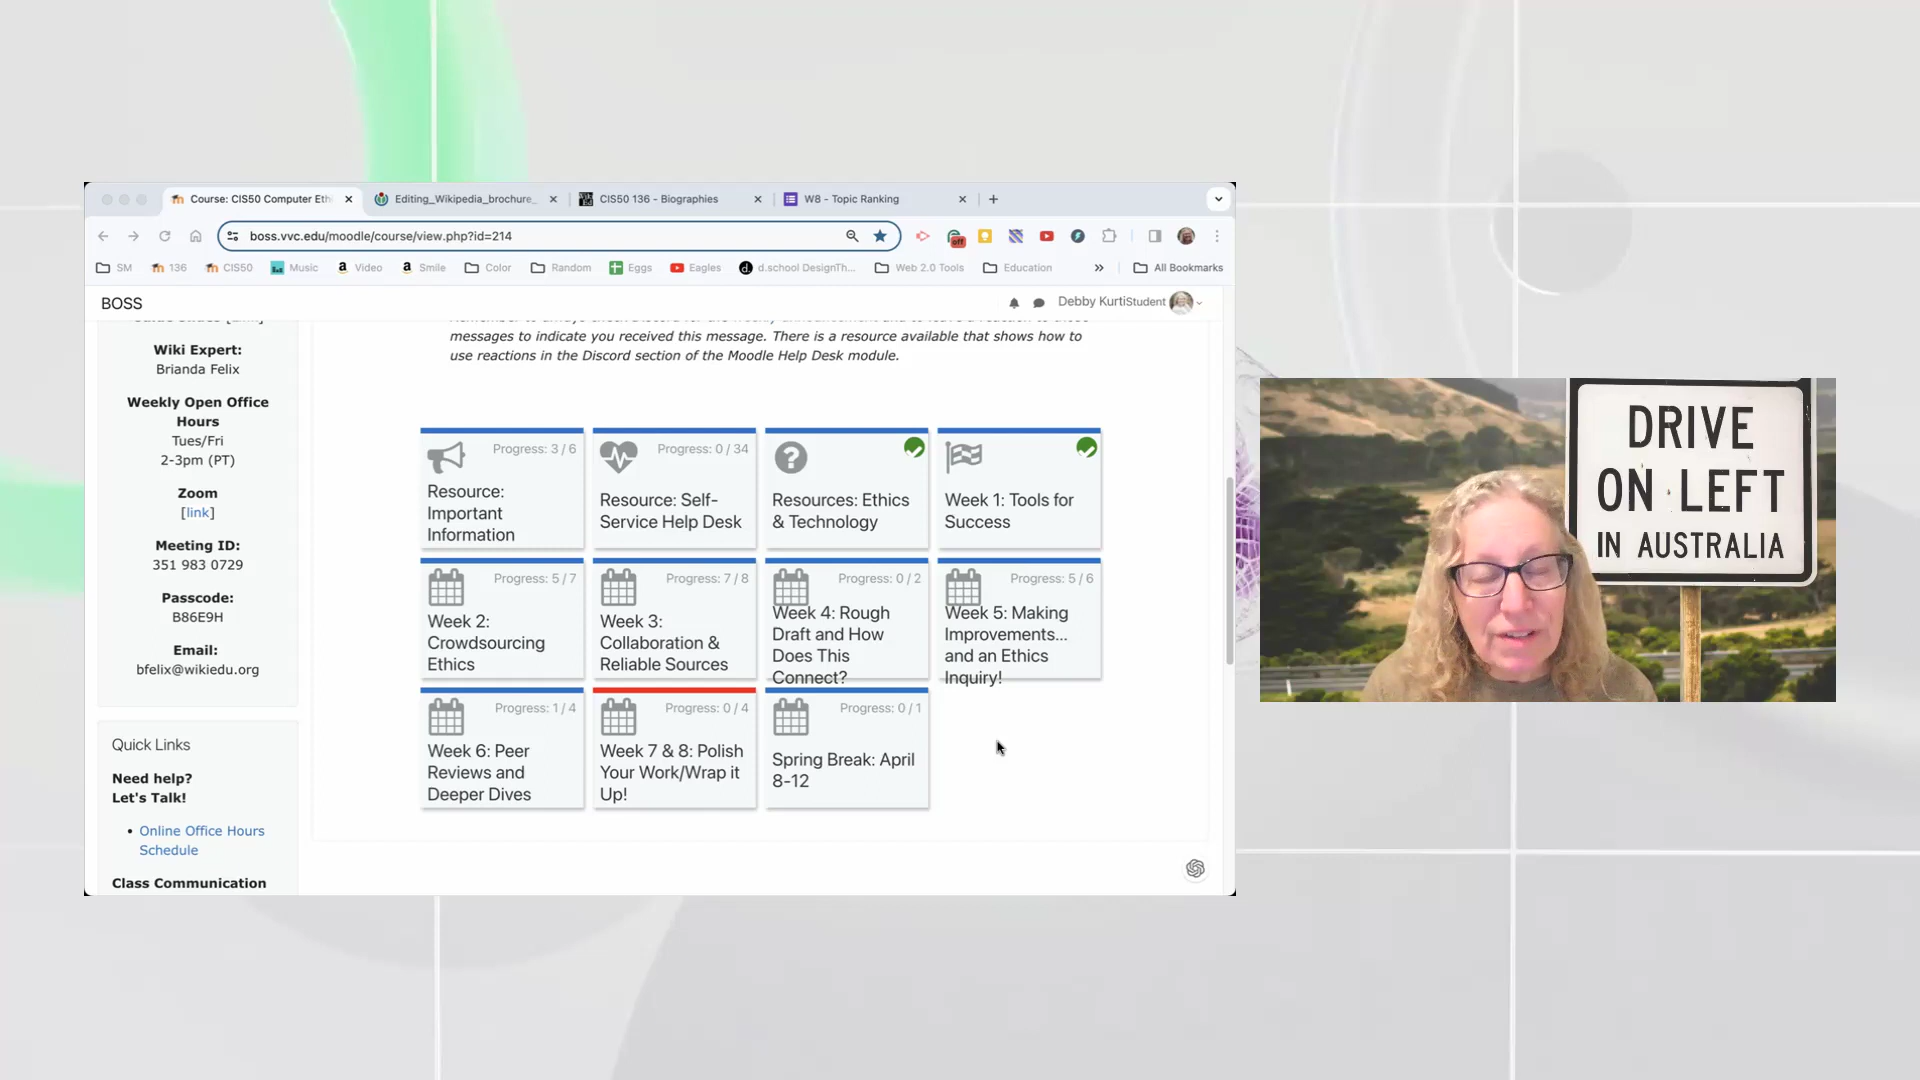 Course: CIS50 Computer Eth
Editing_Wikipedia_brochure_
CIS50 136 - Biographies
W8 - Topic Ranking
boss.vvc.edu/moodle/course/view.php?id=214
off
SM
136
CIS50
Music
Video
Smile
Color
Random
Eggs
Eagles
d.school DesignTh...
Web 2.0 Tools
Education
All Bookmarks
BOSS
Debby KurtiStudent
Wiki Expert:
Brianda Felix
Weekly Open Office
Hours
Tues/Fri
2-3pm (PT)
Zoom
[link]
Meeting ID:
351 983 0729
Passcode:
B86E9H
Email:
bfelix@wikiedu.org
Quick Links
Need help?
Let's Talk!
• Online Office Hours
Schedule
Class Communication
messages to indicate you received this message. There is a resource available that shows how to
use reactions in the Discord section of the Moodle Help Desk module.
Progress: 3 / 6
Resource:
Important
Information
Progress: 0 / 34
Resource: Self-
Service Help Desk
Resources: Ethics
& Technology
Week 1: Tools for
Success
Progress: 5 / 7
Week 2:
Crowdsourcing
Ethics
Progress: 7 / 8
Week 3:
Collaboration &
Reliable Sources
Progress: 0 / 2
Week 4: Rough
Draft and How
Does This
Connect?
Progress: 5 / 6
Week 5: Making
Improvements...
and an Ethics
Inquiry!
Progress: 1 / 4
Week 6: Peer
Reviews and
Deeper Dives
Progress: 0 / 4
Week 7 & 8: Polish
Your Work/Wrap it
Up!
Progress: 0 / 1
Spring Break: April
8-12
DRIVE
ON LEFT
IN AUSTRALIA